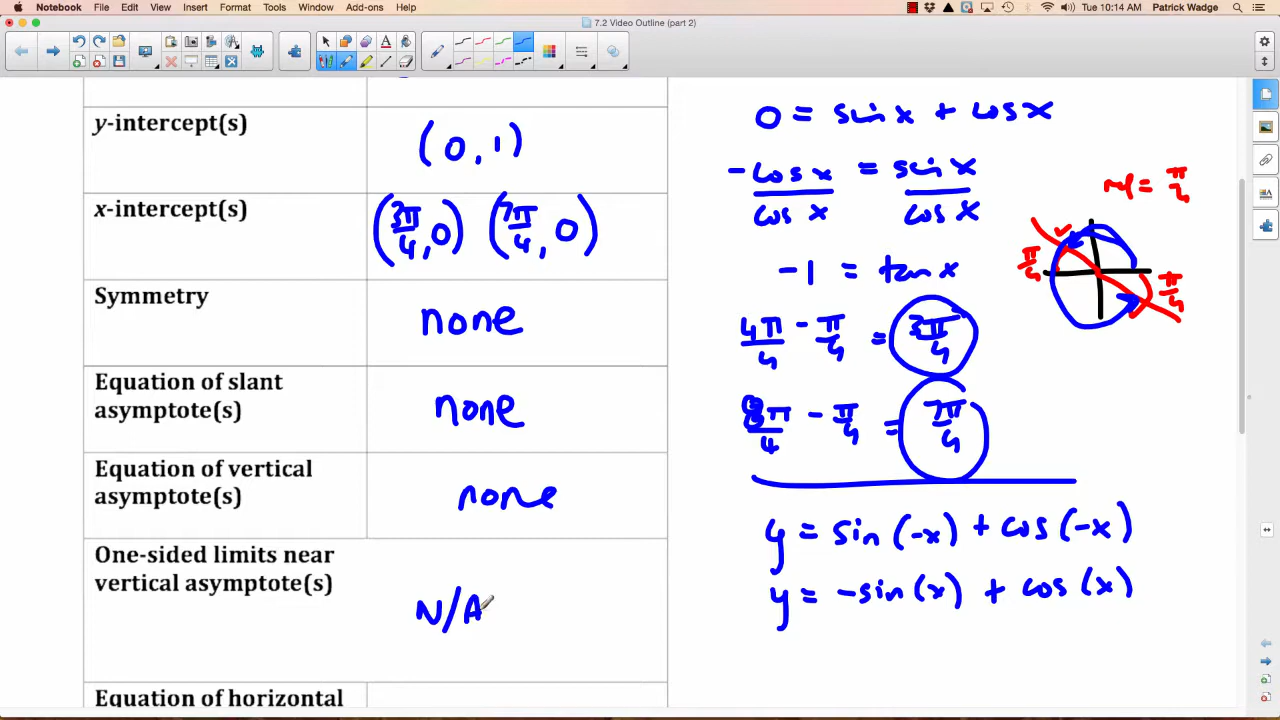 Notebook File Edit View Insert Format Tools Window Add-ons Help Tue 10:14 AM Patrick Wadge
7.2 Video Outline (part 2)
y-intercept(s)
(0,1)
x-intercept(s)
(3π/4,0) (7π/4,0)
Symmetry
none
Equation of slant
asymptote(s)
none
Equation of vertical
asymptote(s)
none
One-sided limits near
vertical asymptote(s)
N/A
Equation of horizontal
0 = sin x + cos x
-cos x/cos x = sin x/cos x
-1 = tan x
4π/4 - π/4 = 3π/4
8π/4 - π/4 = 7π/4
y = sin(-x) + cos(-x)
y = -sin(x) + cos(x)
ref = π/4
π/4
π/4